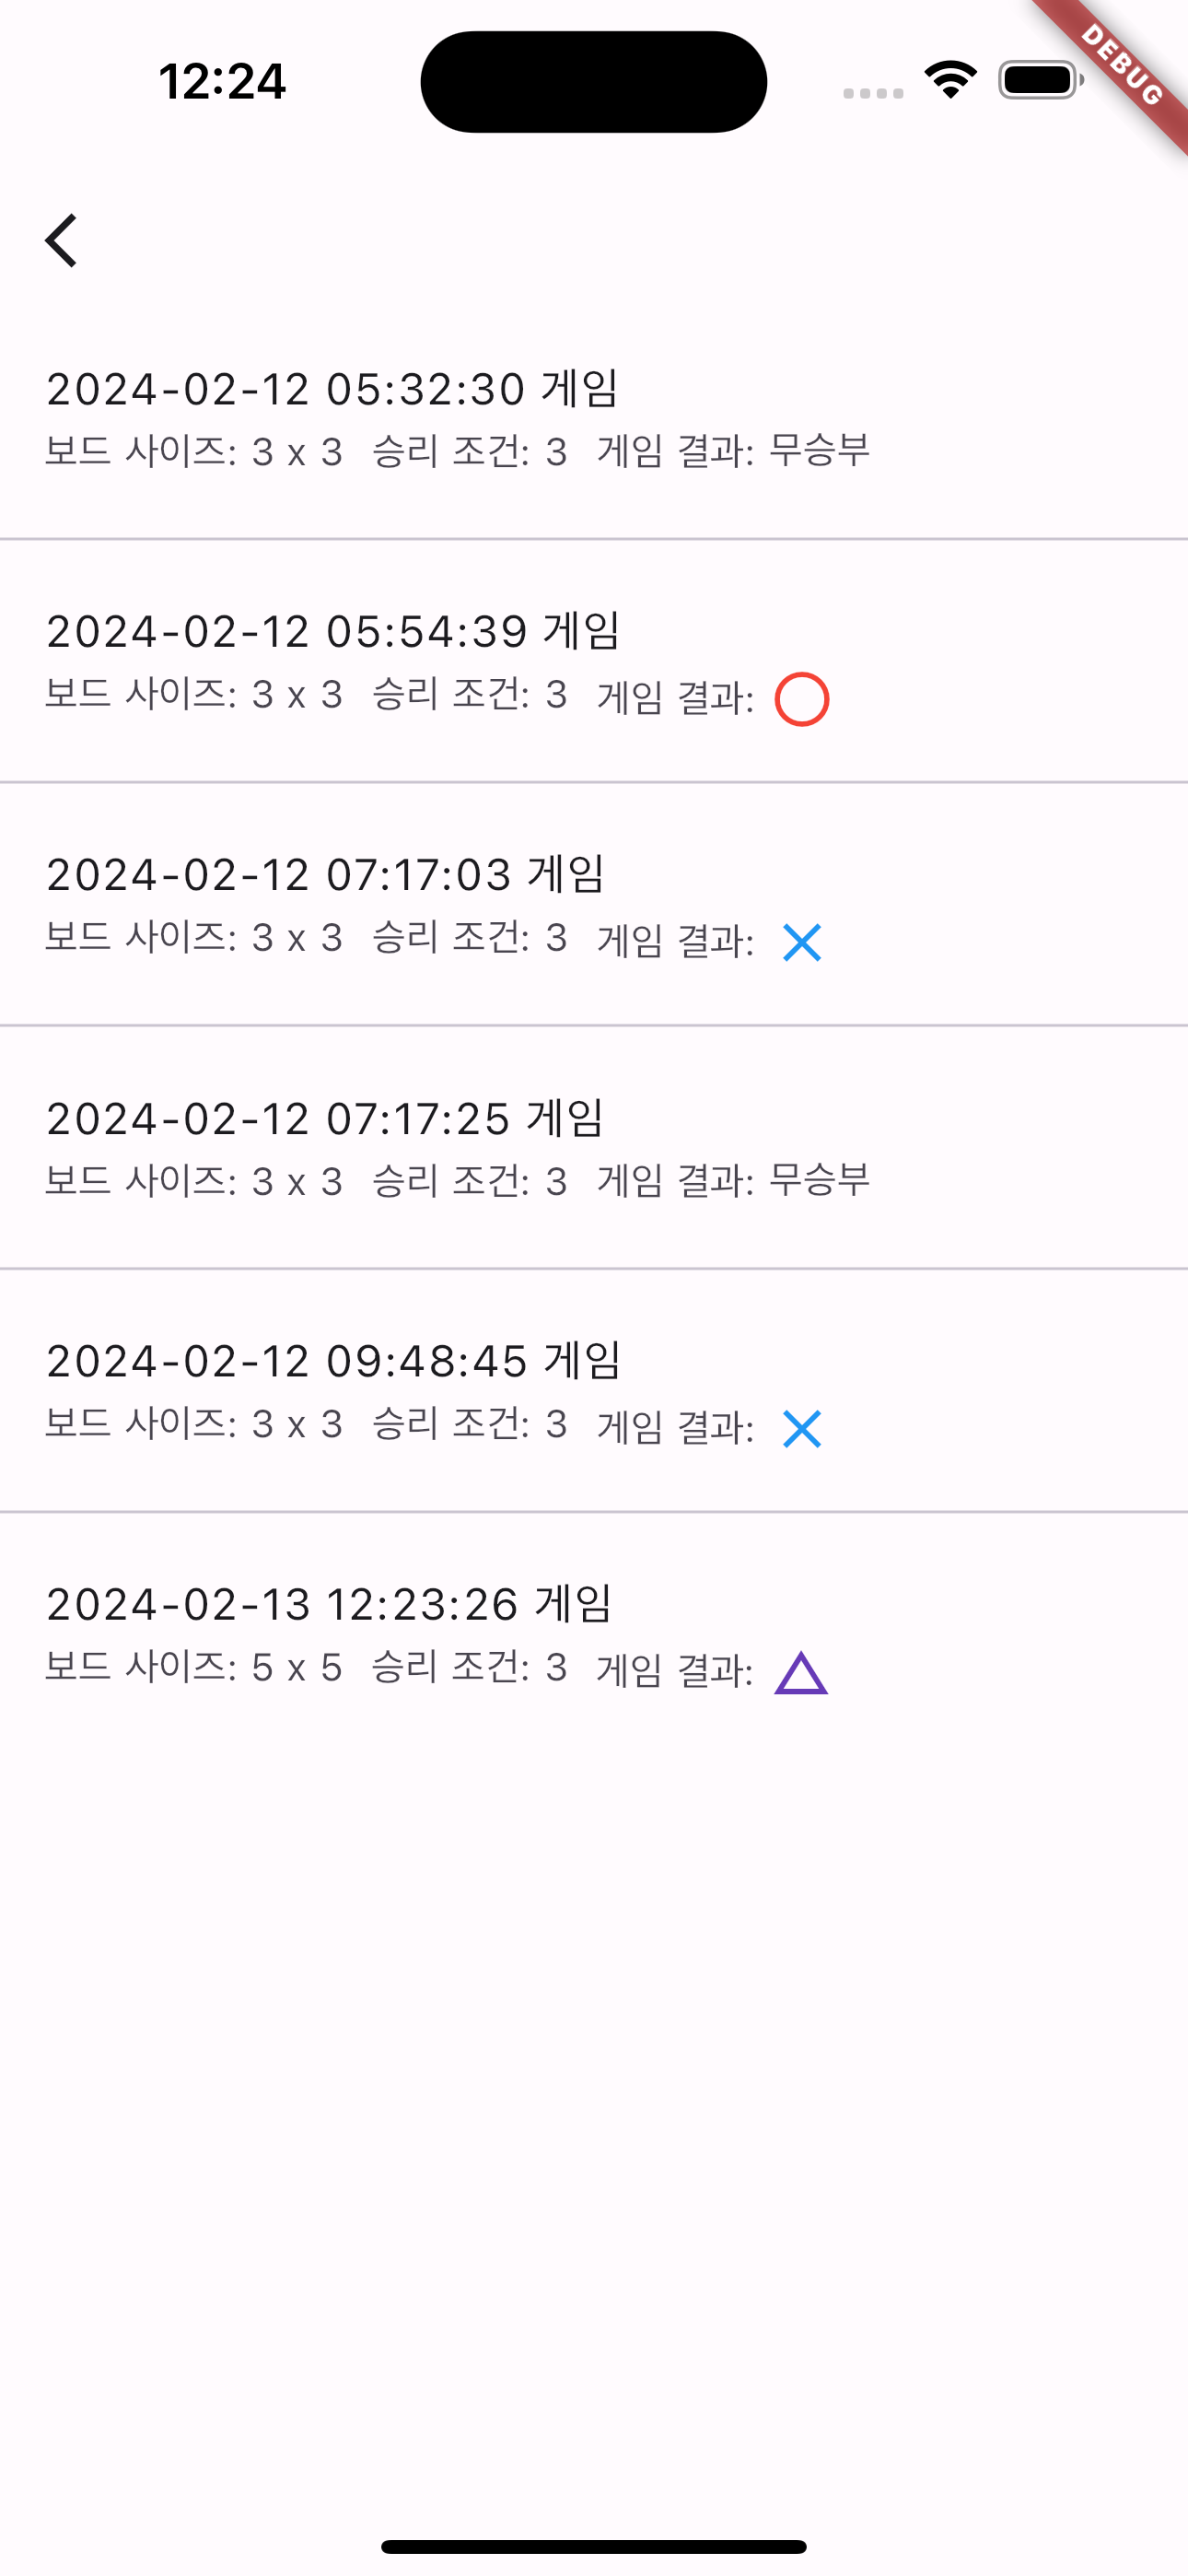 12:24
DEBUG
2024-02-12 05:32:30 게임
보드 사이즈: 3 x 3 승리 조건: 3 게임 결과: 무승부
2024-02-12 05:54:39 게임
보드 사이즈: 3 x 3 승리 조건: 3 게임 결과:
2024-02-12 07:17:03 게임
보드 사이즈: 3 x 3 승리 조건: 3 게임 결과:
2024-02-12 07:17:25 게임
보드 사이즈: 3 x 3 승리 조건: 3 게임 결과: 무승부
2024-02-12 09:48:45 게임
보드 사이즈: 3 x 3 승리 조건: 3 게임 결과:
2024-02-13 12:23:26 게임
보드 사이즈: 5 x 5 승리 조건: 3 게임 결과: